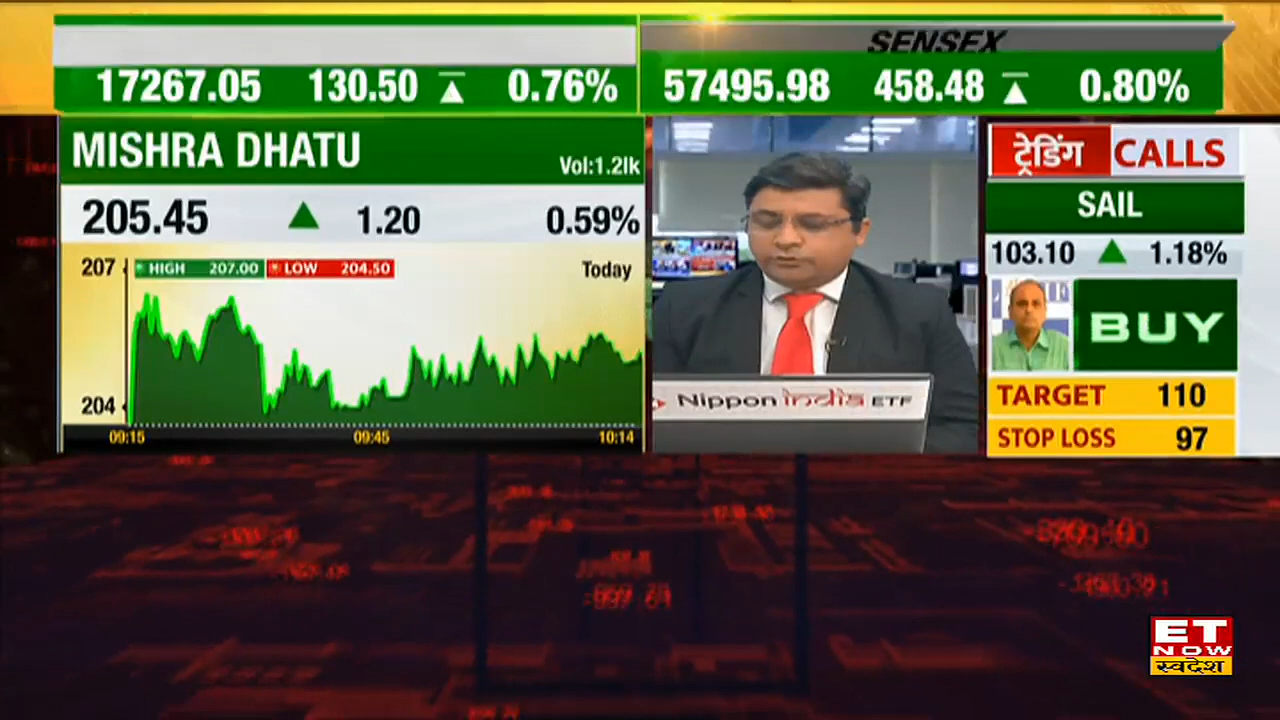 SENSEX
17267.05 130.50 0.76%
57495.98 458.48 0.80%
MISHRA DHATU
Vol:1.2lk
205.45 1.20 0.59%
207
HIGH 207.00 LOW 204.50
Today
204
09:15 09:45 10:14
Nippon india ETF
ट्रेडिंग CALLS
SAIL
103.10 1.18%
BUY
TARGET 110
STOP LOSS 97
ET
NOW
स्वदेश